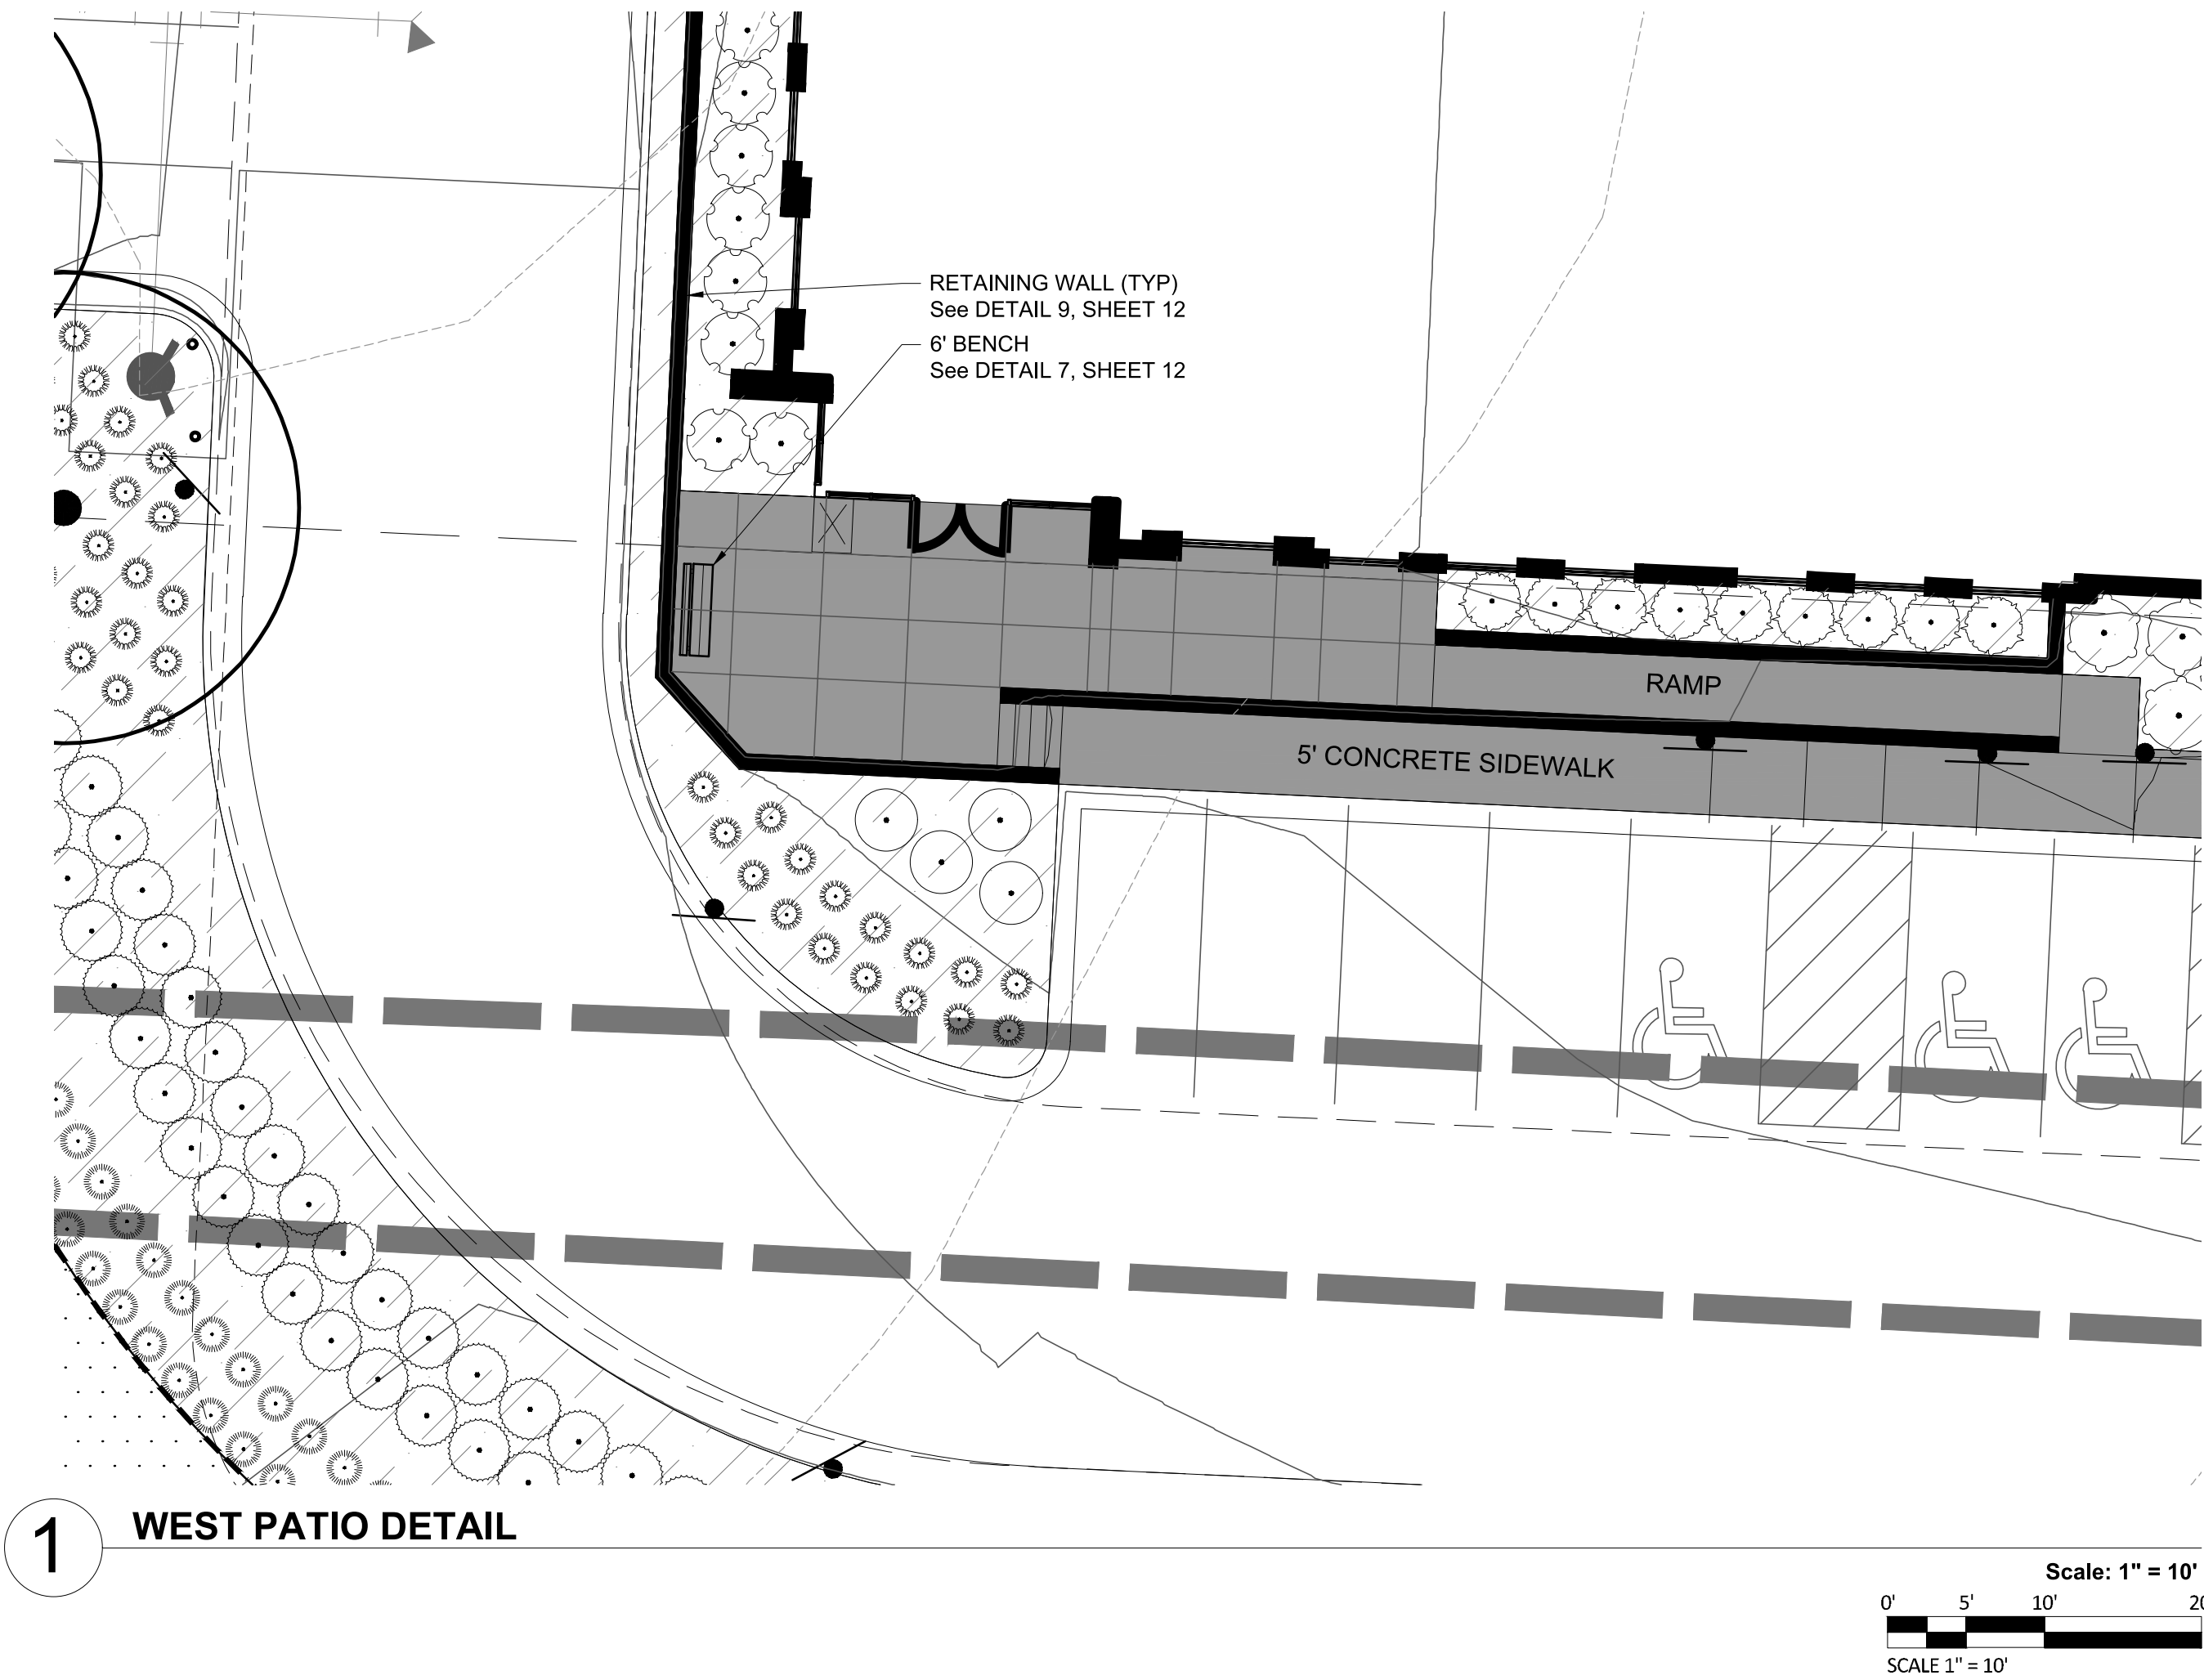 RETAINING WALL (TYP)
See DETAIL 9, SHEET 12
6' BENCH
See DETAIL 7, SHEET 12
RAMP
5' CONCRETE SIDEWALK
1
WEST PATIO DETAIL
Scale: 1" = 10'
0' 5' 10' 20
SCALE 1" = 10'